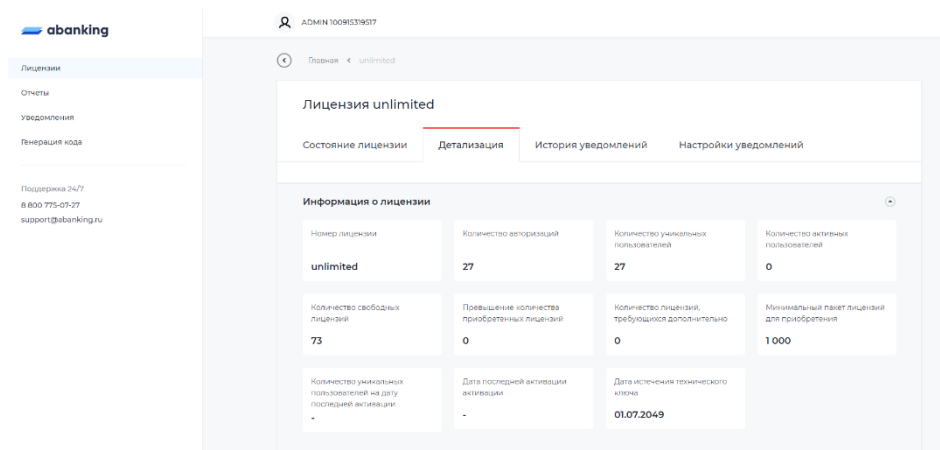 abanking
ADMIN 100915319517
Главная
unlimited
Лицензии
Отчеты
Уведомления
Генерация кода
Поддержка 24/7
8 800 775-07-27
support@abanking.ru
Лицензия unlimited
Состояние лицензии
Детализация
История уведомлений
Настройки уведомлений
Информация о лицензии
Номер лицензии
unlimited
Количество авторизаций
27
Количество уникальных
пользователей
27
Количество активных
пользователей
0
Количество свободных
лицензий
73
Превышение количества
приобретенных лицензий
0
Количество лицензий,
требующихся дополнительно
0
Минимальный пакет лицензий
для приобретения
1 000
Количество уникальных
пользователей на дату
последней активации
-
Дата последней активации
активации
-
Дата истечения технического
ключа
01.07.2049